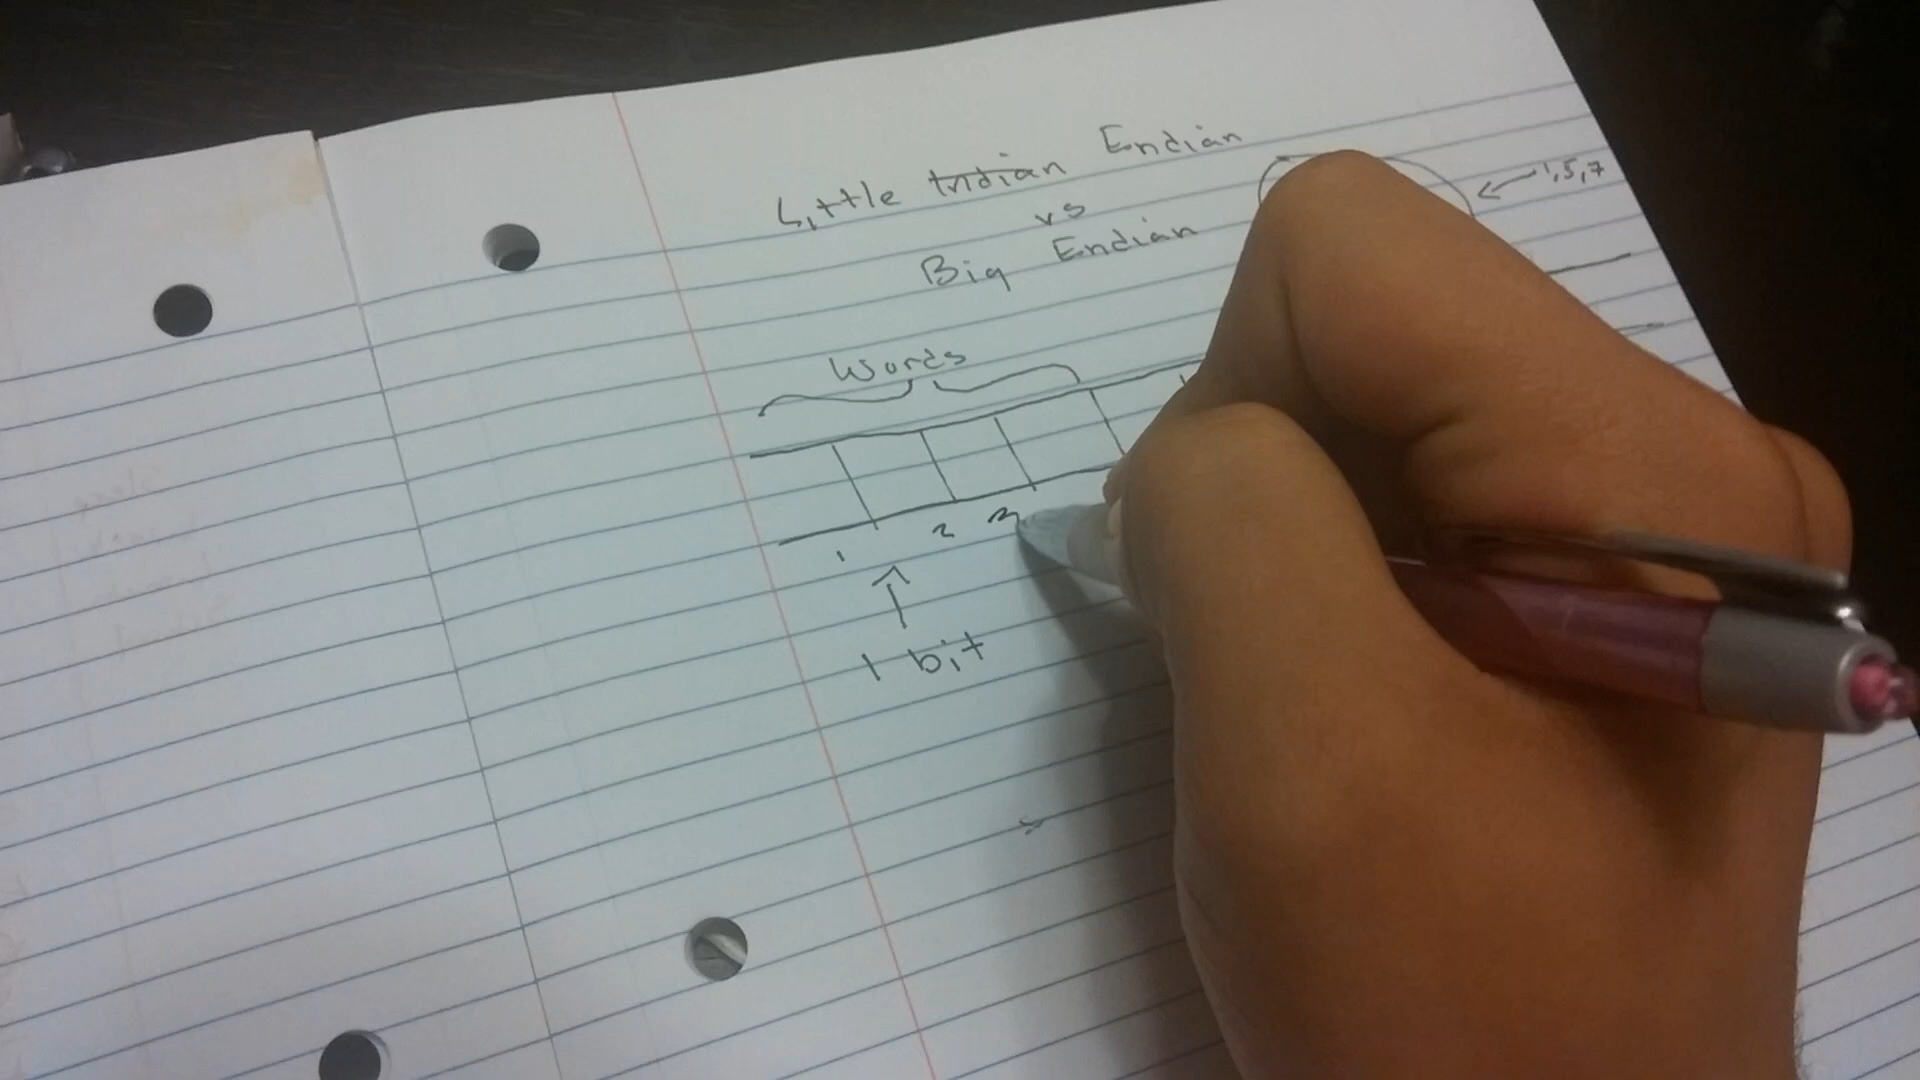 Little Indian Endian
vs
Big Endian
1,5,7
Words
1 2 3
1 bit